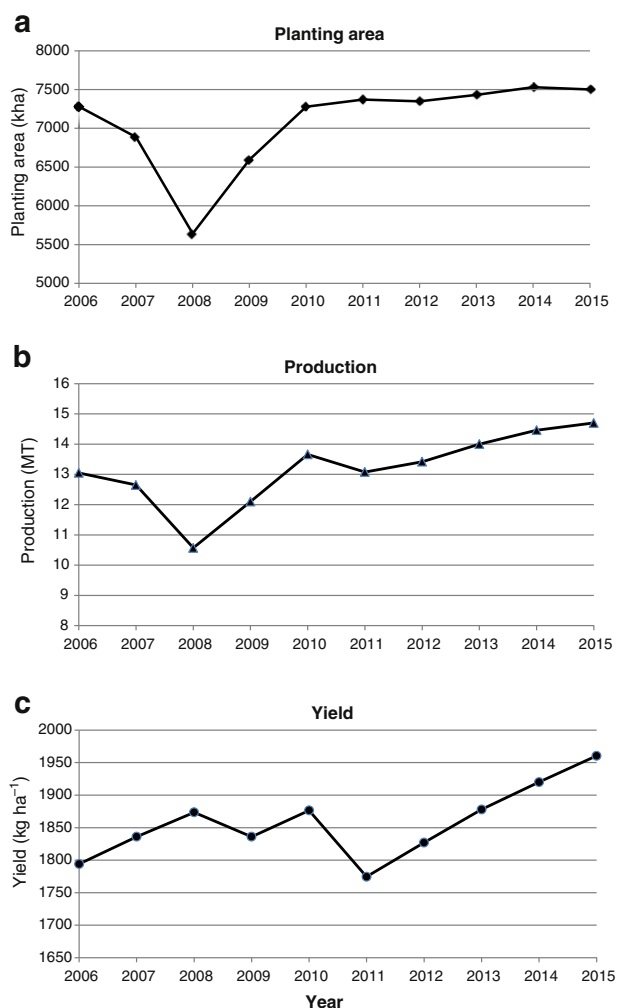 a
Planting area
Planting area (kha)
8000
7500
7000
6500
6000
5500
5000
2006 2007 2008 2009 2010 2011 2012 2013 2014 2015
b
Production
Production (MT)
16
15
14
13
12
11
10
9
8
2006 2007 2008 2009 2010 2011 2012 2013 2014 2015
c
Yield
Yield (kg ha⁻¹)
2000
1950
1900
1850
1800
1750
1700
1650
2006 2007 2008 2009 2010 2011 2012 2013 2014 2015
Year